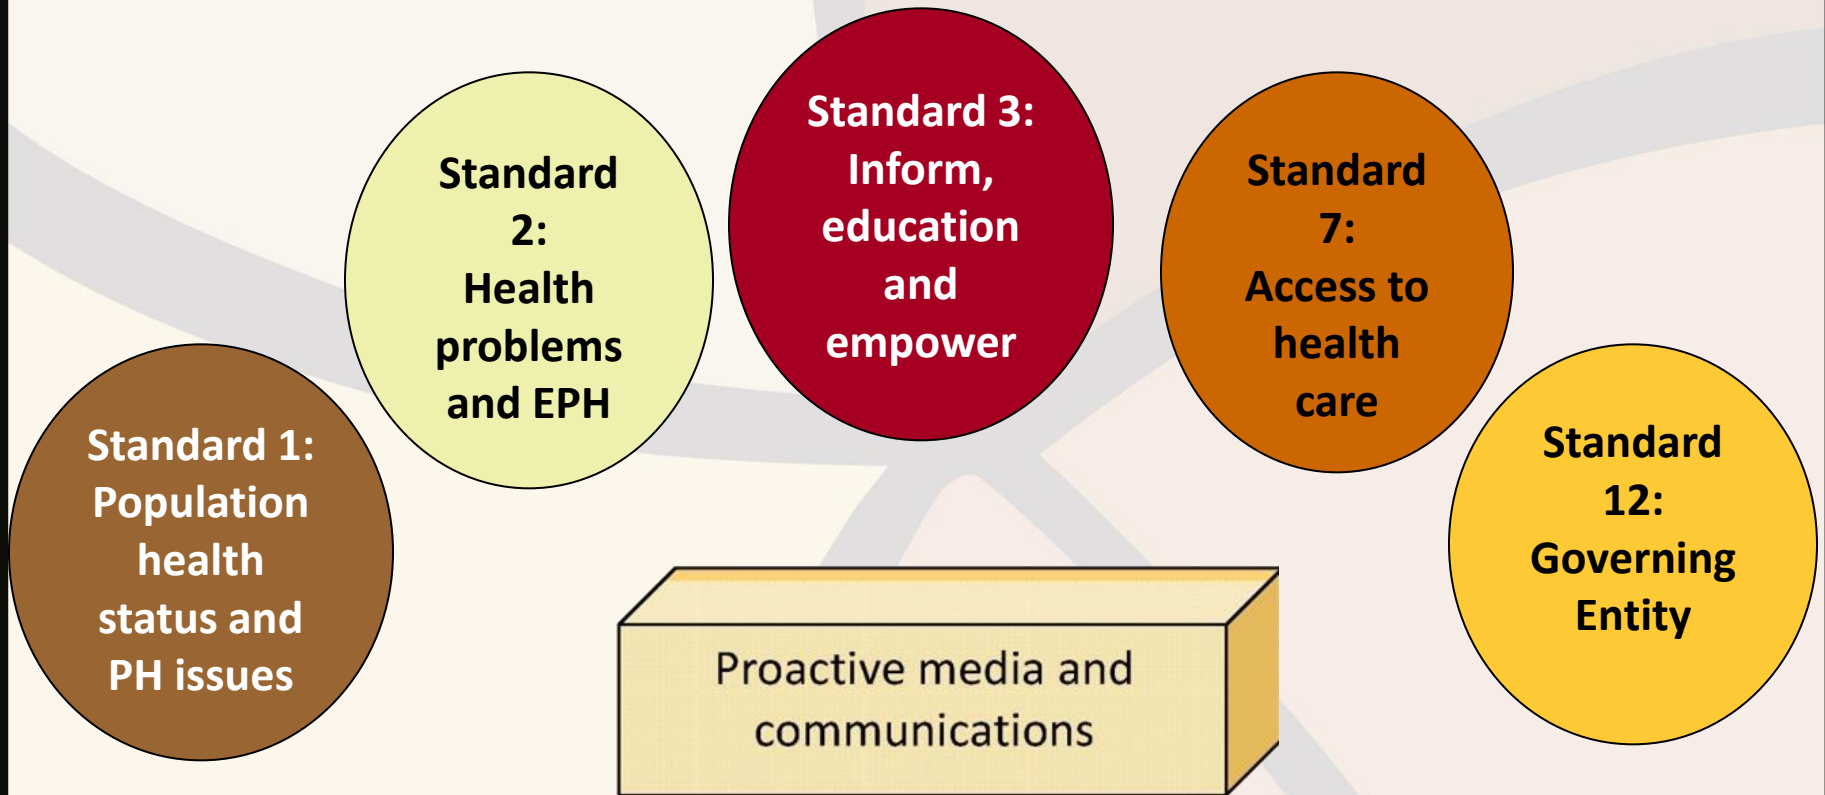 Standard 1:
Population
health
status and
PH issues
Standard
2:
Health
problems
and EPH
Standard 3:
Inform,
education
and
empower
Standard
7:
Access to
health
care
Standard
12:
Governing
Entity
Proactive media and
communications